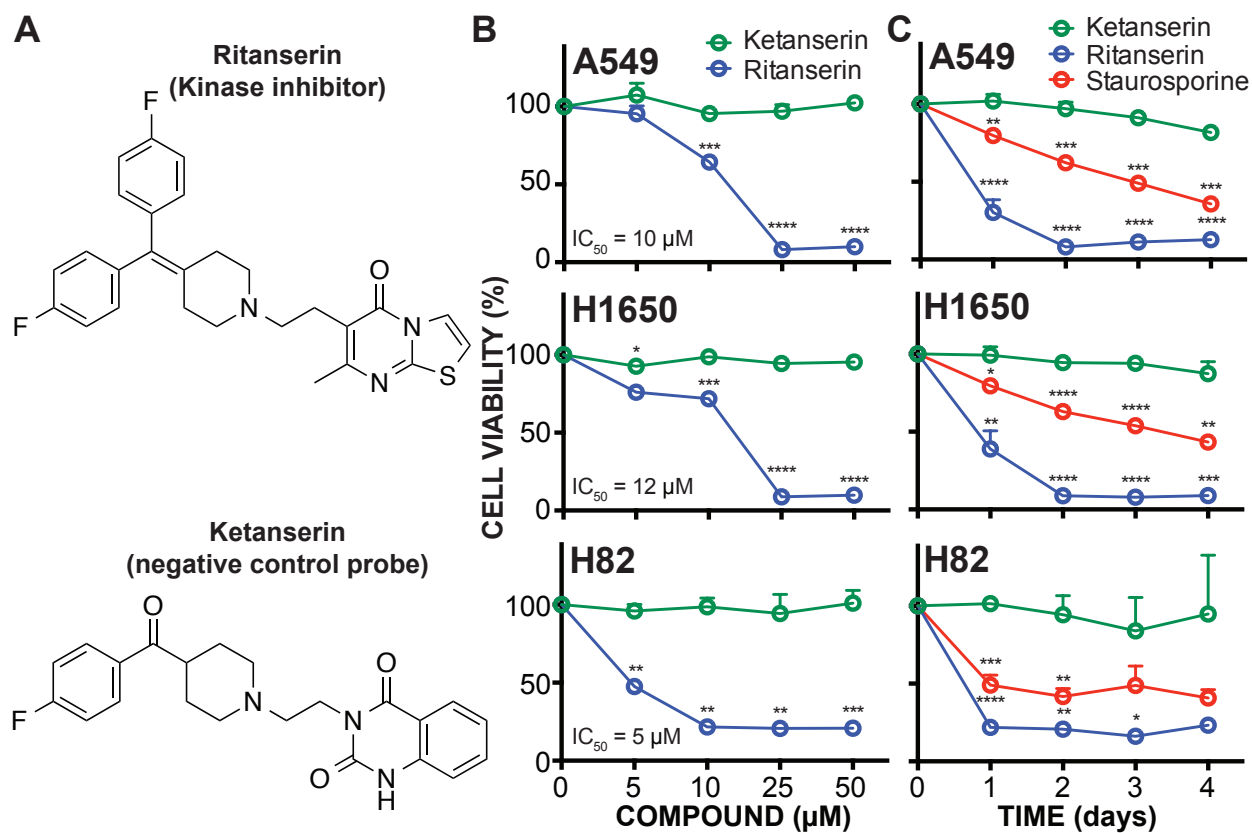 A
Ritanserin
(Kinase inhibitor)
F
F
N
O
N
N
S
Ketanserin
(negative control probe)
O
F
N
O
N
O
N
H
B
Ketanserin
Ritanserin
A549
100
50
0
***
****
****
IC50 = 10 µM
H1650
100
50
0
*
***
****
****
IC50 = 12 µM
H82
100
50
0
**
**
**
***
IC50 = 5 µM
CELL VIABILITY (%)
0 5 10 25 50
COMPOUND (µM)
C
Ketanserin
Ritanserin
Staurosporine
A549
**
***
***
***
****
****
****
****
H1650
*
****
****
**
**
****
****
***
H82
***
**
****
**
*
0 1 2 3 4
TIME (days)